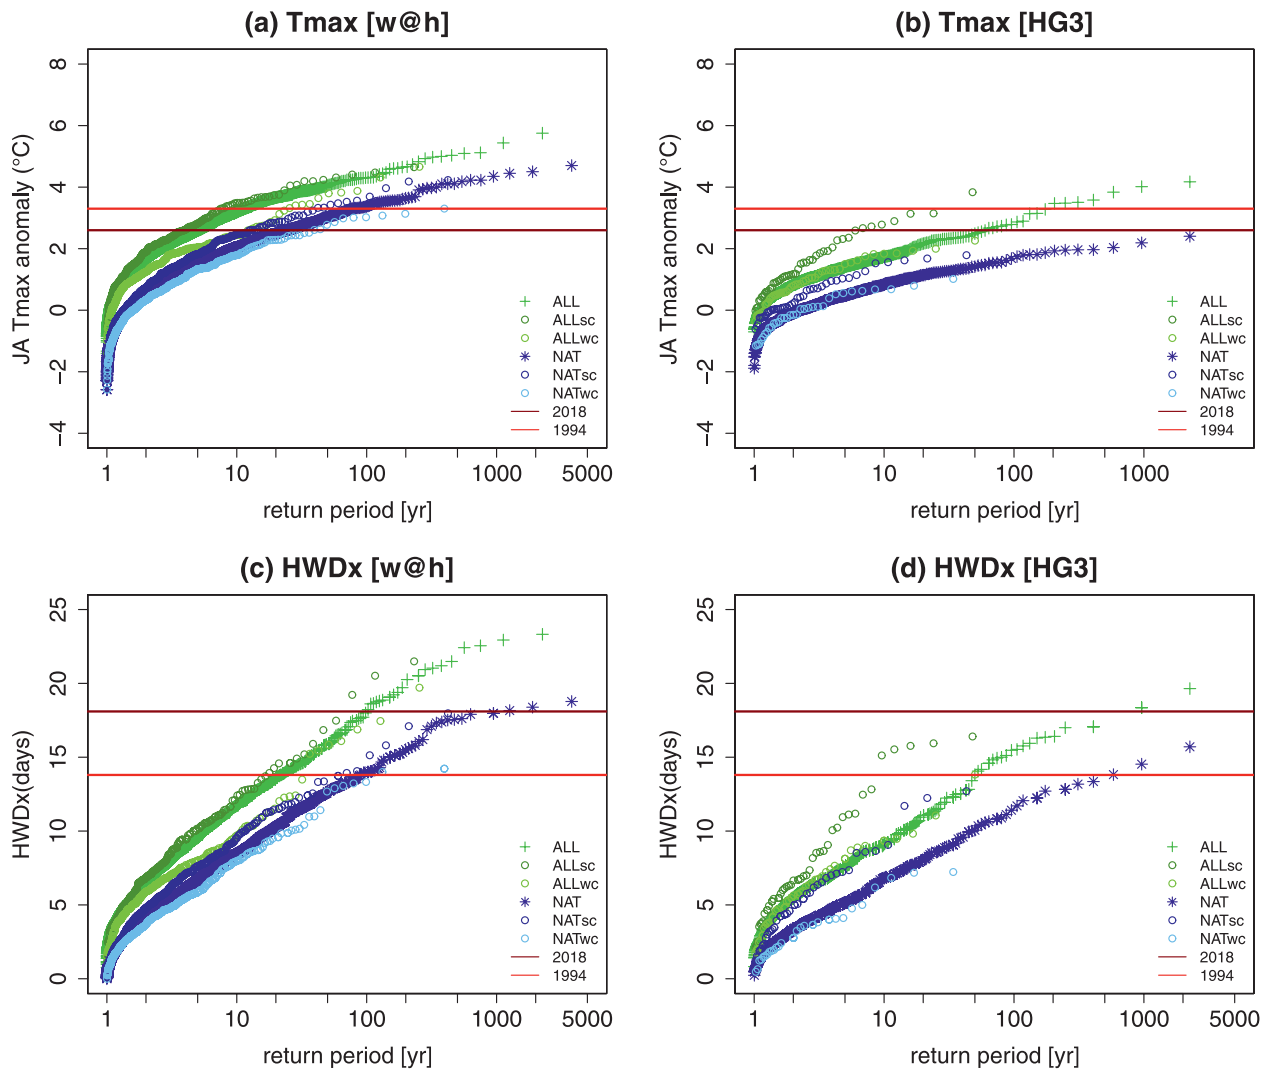 (a) Tmax [w@h]
JA Tmax anomaly (°C)
8
6
4
2
0
−2
−4
ALL
ALLsc
ALLwc
NAT
NATsc
NATwc
2018
1994
1 10 100 1000 5000
return period [yr]
(b) Tmax [HG3]
JA Tmax anomaly (°C)
8
6
4
2
0
−2
−4
ALL
ALLsc
ALLwc
NAT
NATsc
NATwc
2018
1994
1 10 100 1000 5000
return period [yr]
(c) HWDx [w@h]
HWDx(days)
25
20
15
10
5
0
ALL
ALLsc
ALLwc
NAT
NATsc
NATwc
2018
1994
1 10 100 1000 5000
return period [yr]
(d) HWDx [HG3]
HWDx(days)
25
20
15
10
5
0
ALL
ALLsc
ALLwc
NAT
NATsc
NATwc
2018
1994
1 10 100 1000 5000
return period [yr]